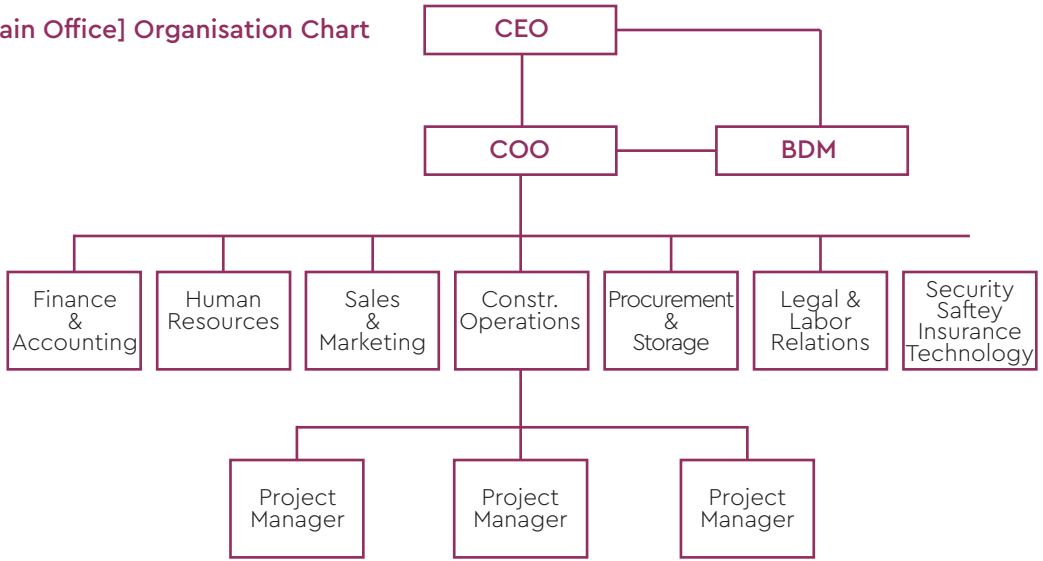 ain Office] Organisation Chart
CEO
COO
BDM
Finance
&
Accounting
Human
Resources
Sales
&
Marketing
Constr.
Operations
Procurement
&
Storage
Legal &
Labor
Relations
Security
Saftey
Insurance
Technology
Project
Manager
Project
Manager
Project
Manager